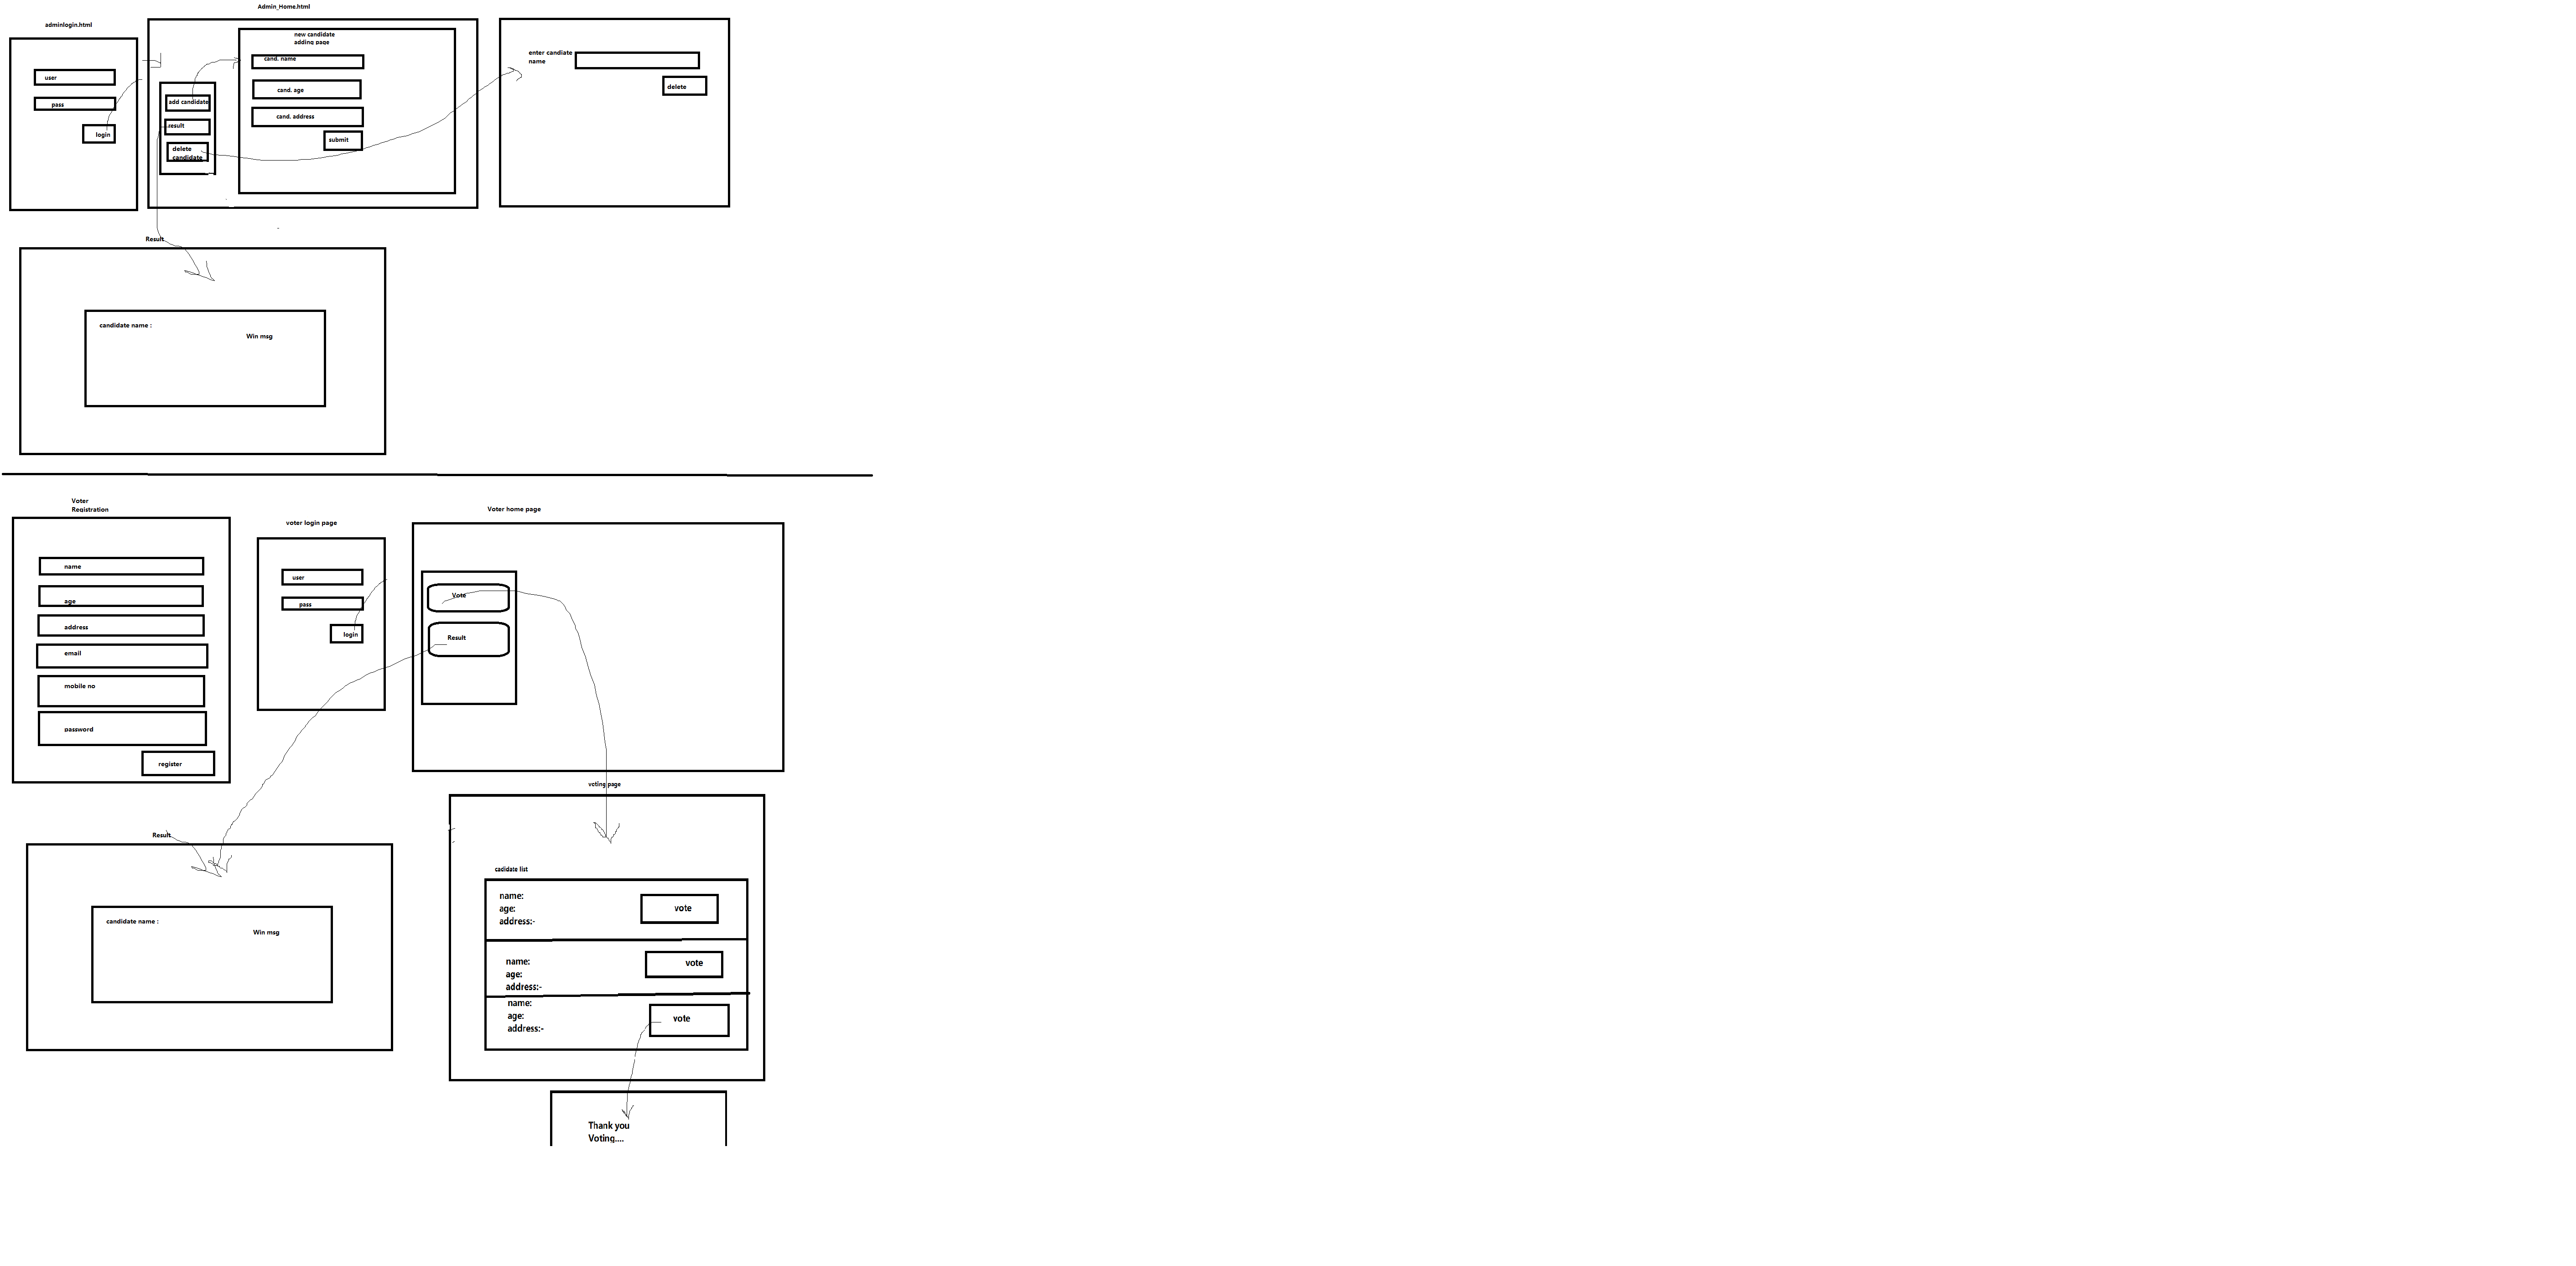 Admin_Home.html
adminlogin.html
new candidate
adding page
user
pass
login
add candidate
result
delete
candidate
cand. name
cand. age
cand. address
submit
enter candiate
name
delete
Result
candidate name :
Win msg
Voter
Registration
name
age
address
email
mobile no
password
register
voter login page
user
pass
login
Voter home page
Vote
Result
Result
candidate name :
Win msg
voting page
cadidate list
name:
age:
address:-
vote
name:
age:
address:-
vote
name:
age:
address:-
vote
Thank you
Voting....